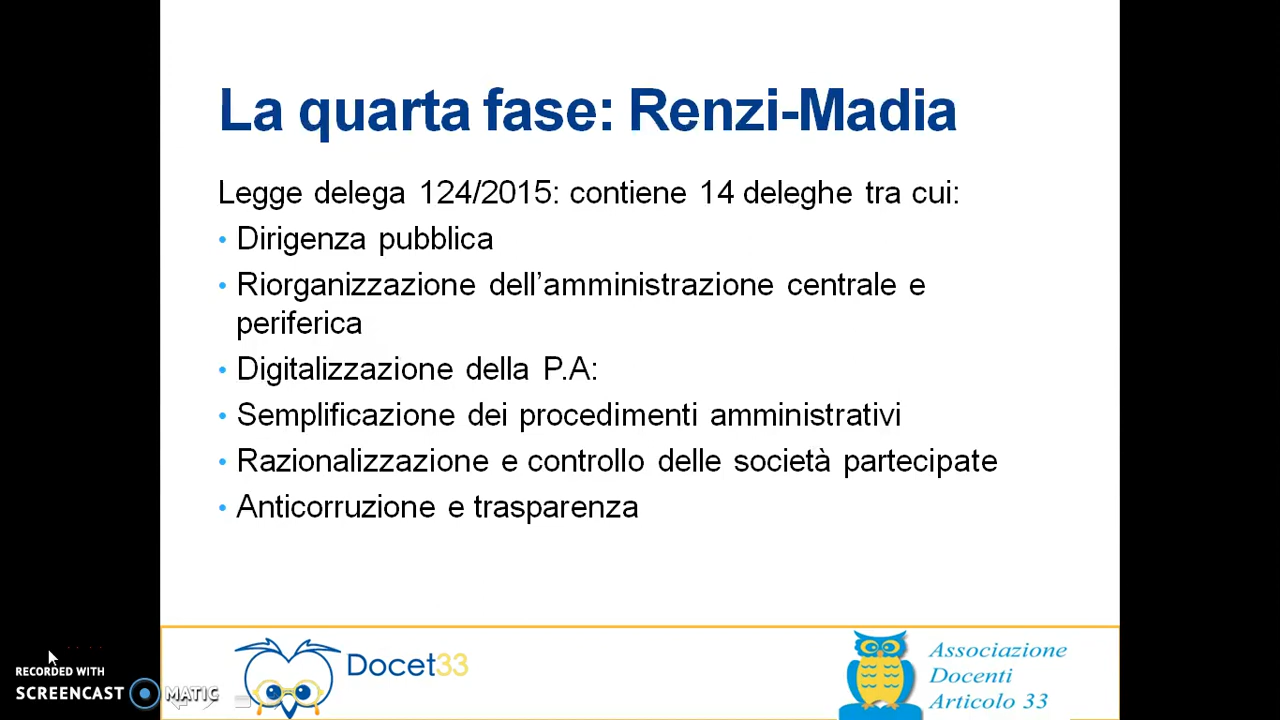 La quarta fase: Renzi-Madia
Legge delega 124/2015: contiene 14 deleghe tra cui:
• Dirigenza pubblica
• Riorganizzazione dell’amministrazione centrale e
periferica
• Digitalizzazione della P.A:
• Semplificazione dei procedimenti amministrativi
• Razionalizzazione e controllo delle società partecipate
• Anticorruzione e trasparenza
Docet33
Associazione
Docenti
Articolo 33
RECORDED WITH
SCREENCAST MATIC